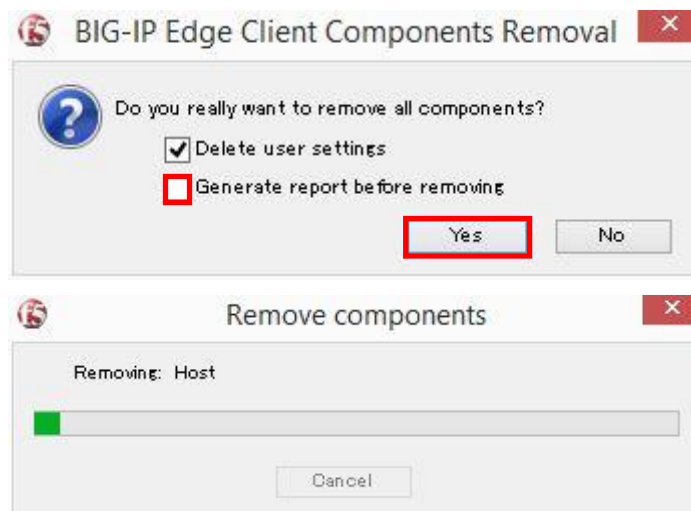 BIG-IP Edge Client Components Removal
Do you really want to remove all components?
Delete user settings
Generate report before removing
Yes No
Remove components
Removing: Host
Cancel